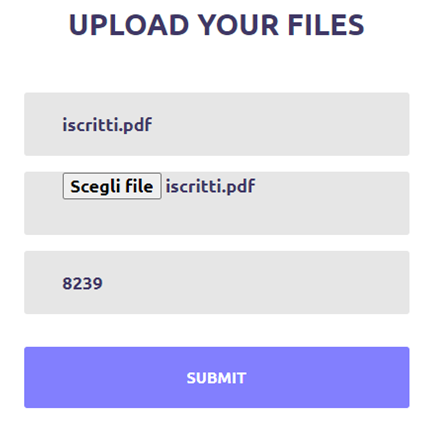 UPLOAD YOUR FILES
iscritti.pdf
Scegli file iscritti.pdf
8239
SUBMIT